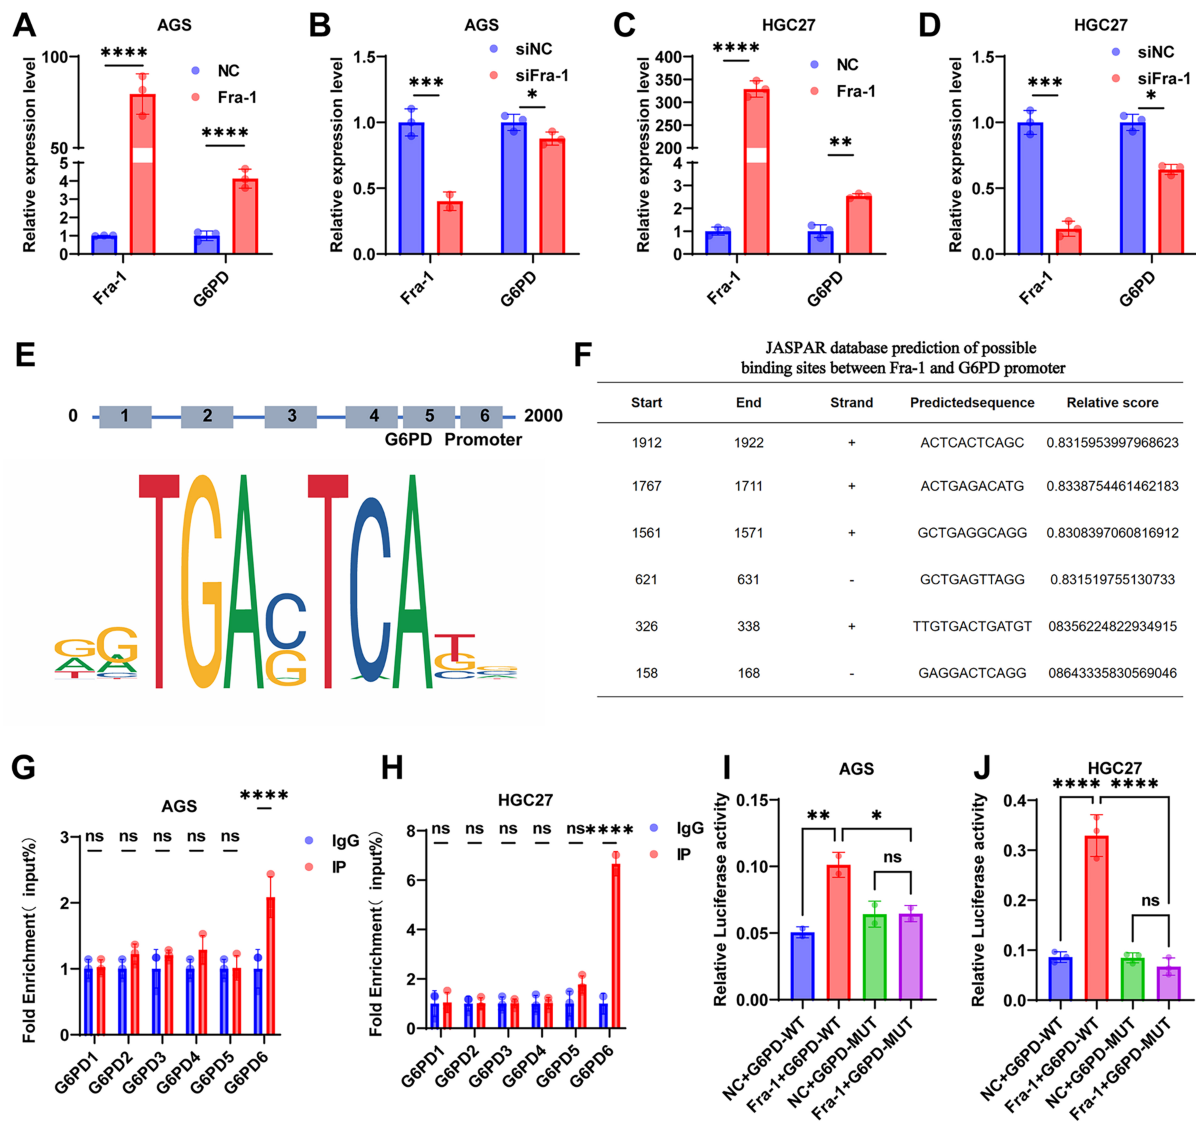 A
AGS
Relative expression level
100
50
5
4
3
2
1
0
****
****
NC
Fra-1
Fra-1
G6PD
B
AGS
Relative expression level
1.5
1.0
0.5
0.0
***
*
siNC
siFra-1
Fra-1
G6PD
C
HGC27
Relative expression level
400
350
300
250
200
4
3
2
1
0
****
**
NC
Fra-1
Fra-1
G6PD
D
HGC27
Relative expression level
1.5
1.0
0.5
0.0
***
*
siNC
siFra-1
Fra-1
G6PD
E
0 1 2 3 4 5 6 2000
G6PD Promoter
TGA TCA
F
JASPAR database prediction of possible
binding sites between Fra-1 and G6PD promoter
Start End Strand Predictedsequence Relative score
1912 1922 + ACTCACTCAGC 0.8315953997968623
1767 1711 + ACTGAGACATG 0.8338754461462183
1561 1571 + GCTGAGGCAGG 0.8308397060816912
621 631 - GCTGAGTTAGG 0.831519755130733
326 338 + TTGTGACTGATGT 08356224822934915
158 168 - GAGGACTCAGG 08643335830569046
G
AGS
Fold Enrichment( input%)
3
2
1
0
ns ns ns ns ns ****
IgG
IP
G6PD1
G6PD2
G6PD3
G6PD4
G6PD5
G6PD6
H
HGC27
Fold Enrichment( input%)
8
6
4
2
0
ns ns ns ns ns ****
IgG
IP
G6PD1
G6PD2
G6PD3
G6PD4
G6PD5
G6PD6
I
AGS
Relative Luciferase activity
0.15
0.10
0.05
0.00
** *
ns
NC+G6PD-WT
Fra-1+G6PD-WT
NC+G6PD-MUT
Fra-1+G6PD-MUT
J
HGC27
Relative Luciferase activity
0.4
0.3
0.2
0.1
0.0
**** ****
ns
NC+G6PD-WT
Fra-1+G6PD-WT
NC+G6PD-MUT
Fra-1+G6PD-MUT